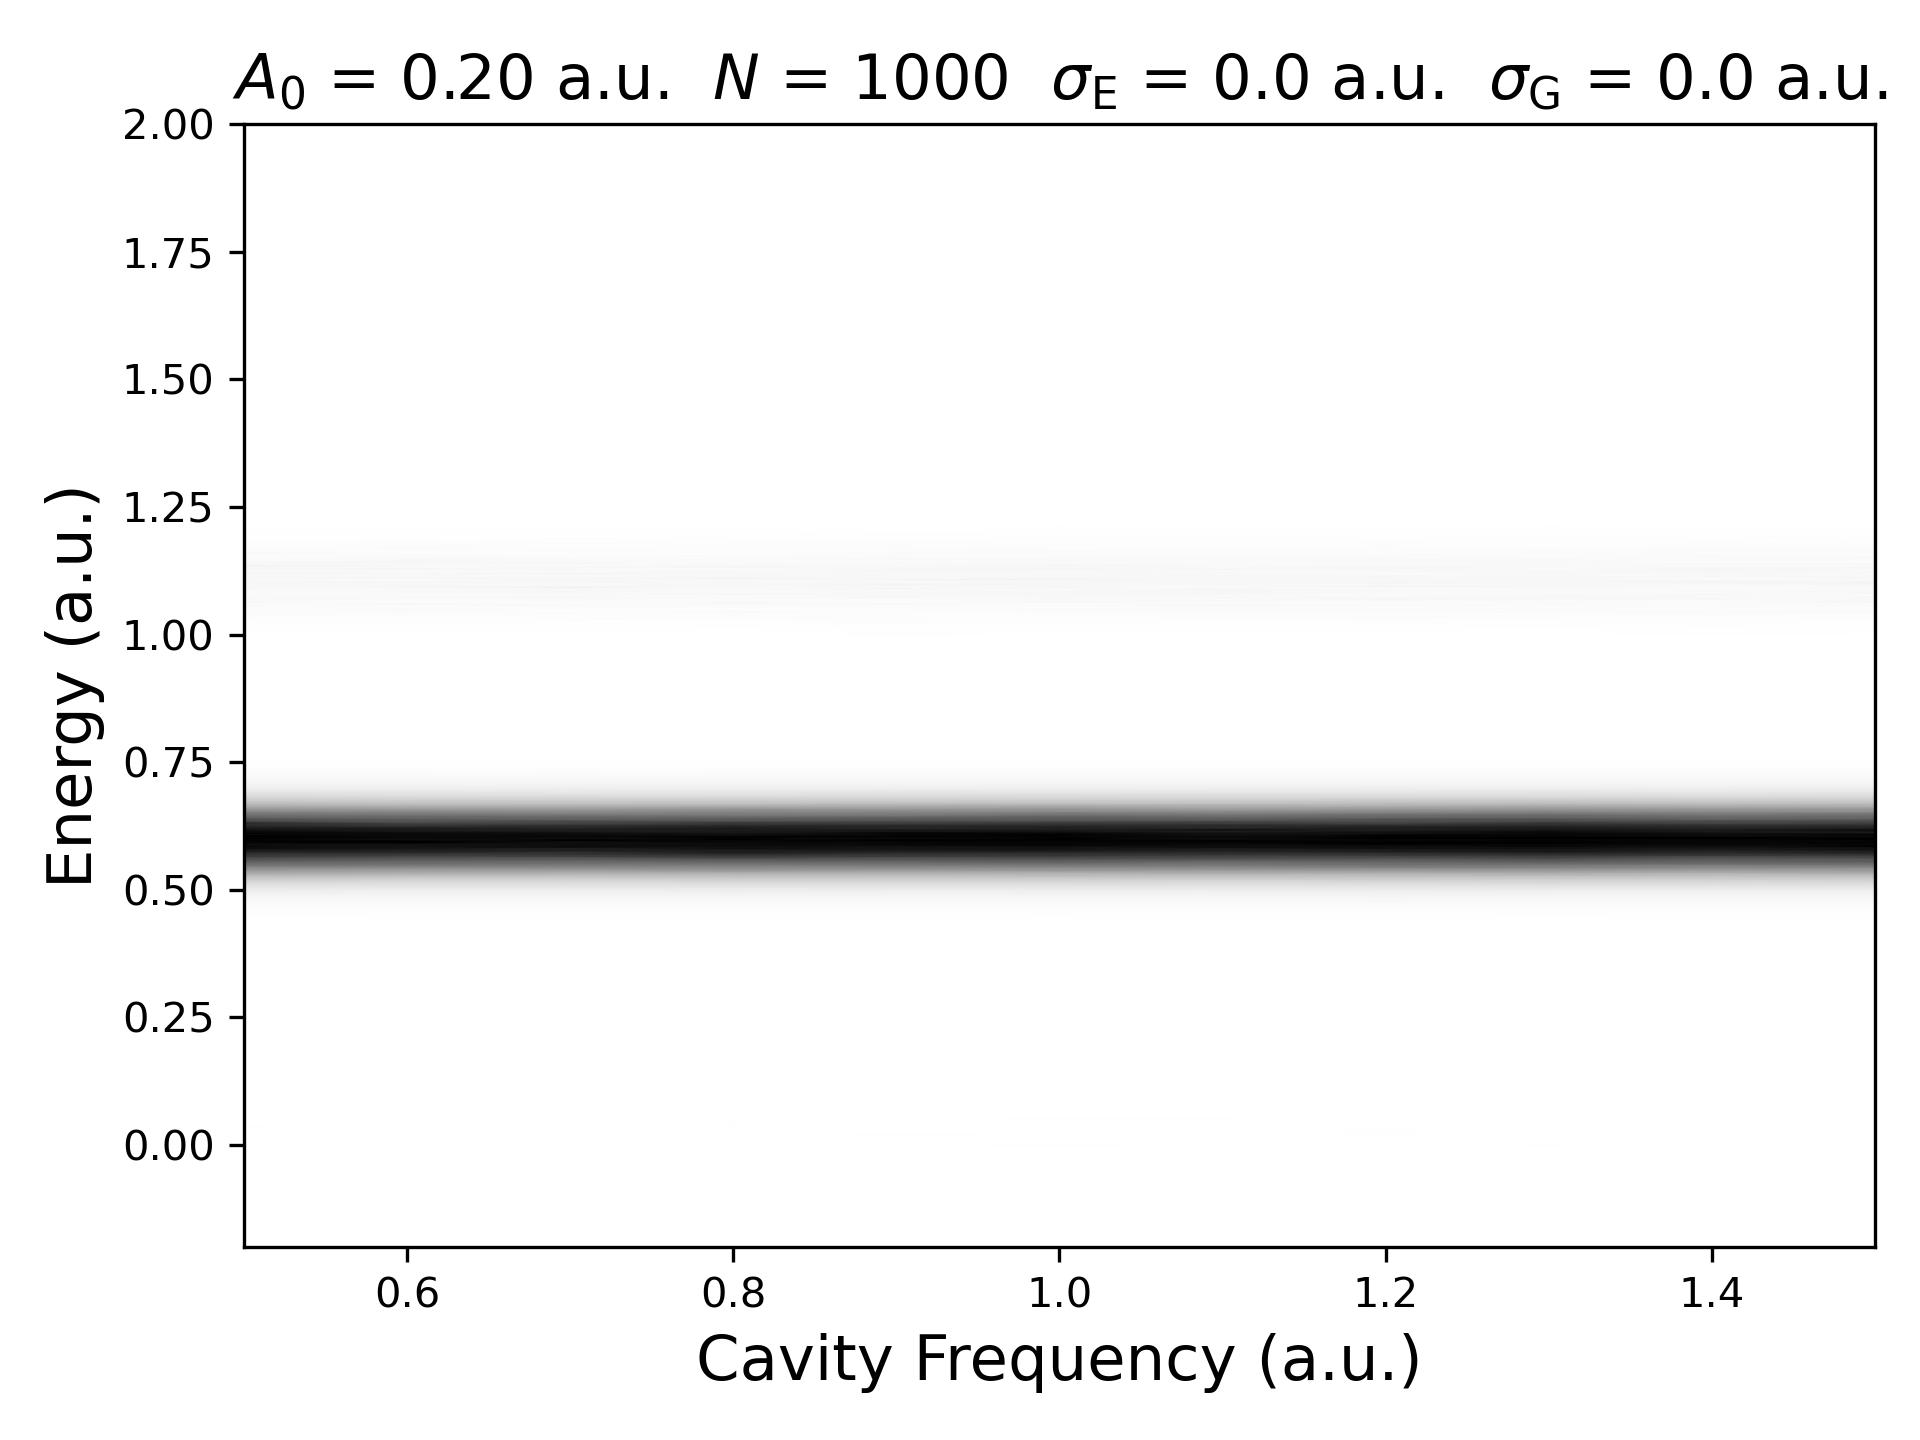 A₀ = 0.20 a.u. N = 1000 σE = 0.0 a.u. σG = 0.0 a.u.
2.00
1.75
1.50
1.25
1.00
0.75
0.50
0.25
0.00
Energy (a.u.)
0.6 0.8 1.0 1.2 1.4
Cavity Frequency (a.u.)